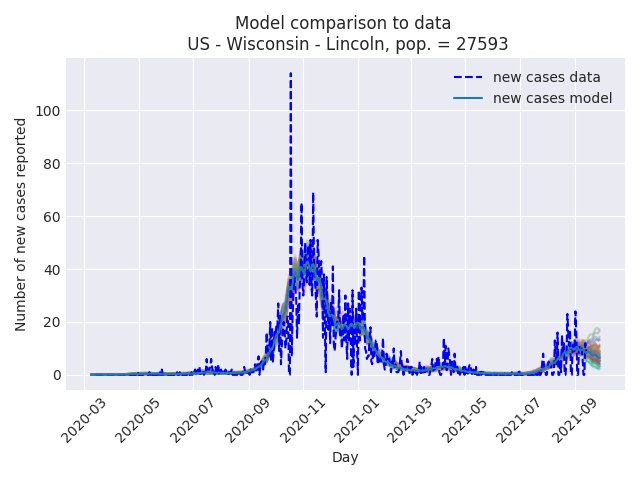 Model comparison to data
US - Wisconsin - Lincoln, pop. = 27593
new cases data
new cases model
Number of new cases reported
100
80
60
40
20
0
2020-03
2020-05
2020-07
2020-09
2020-11
2021-01
2021-03
2021-05
2021-07
2021-09
Day